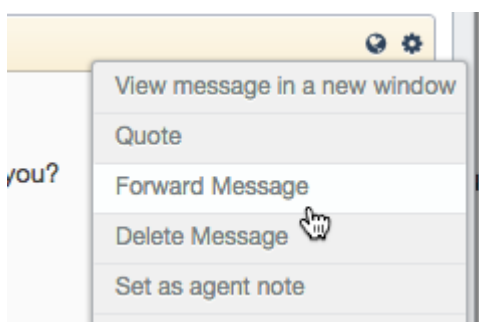 View message in a new window
Quote
you?
Forward Message
Delete Message
Set as agent note